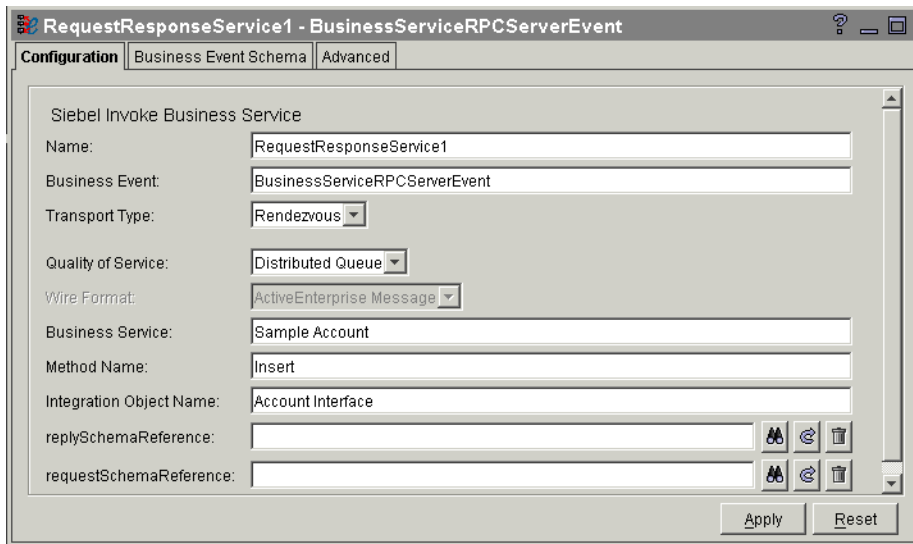 RequestResponseService1 - BusinessServiceRPCServerEvent
Configuration Business Event Schema Advanced
Siebel Invoke Business Service
Name: RequestResponseService1
Business Event: BusinessServiceRPCServerEvent
Transport Type: Rendezvous
Quality of Service: Distributed Queue
Wire Format: ActiveEnterprise Message
Business Service: Sample Account
Method Name: Insert
Integration Object Name: Account Interface
replySchemaReference:
requestSchemaReference:
Apply Reset